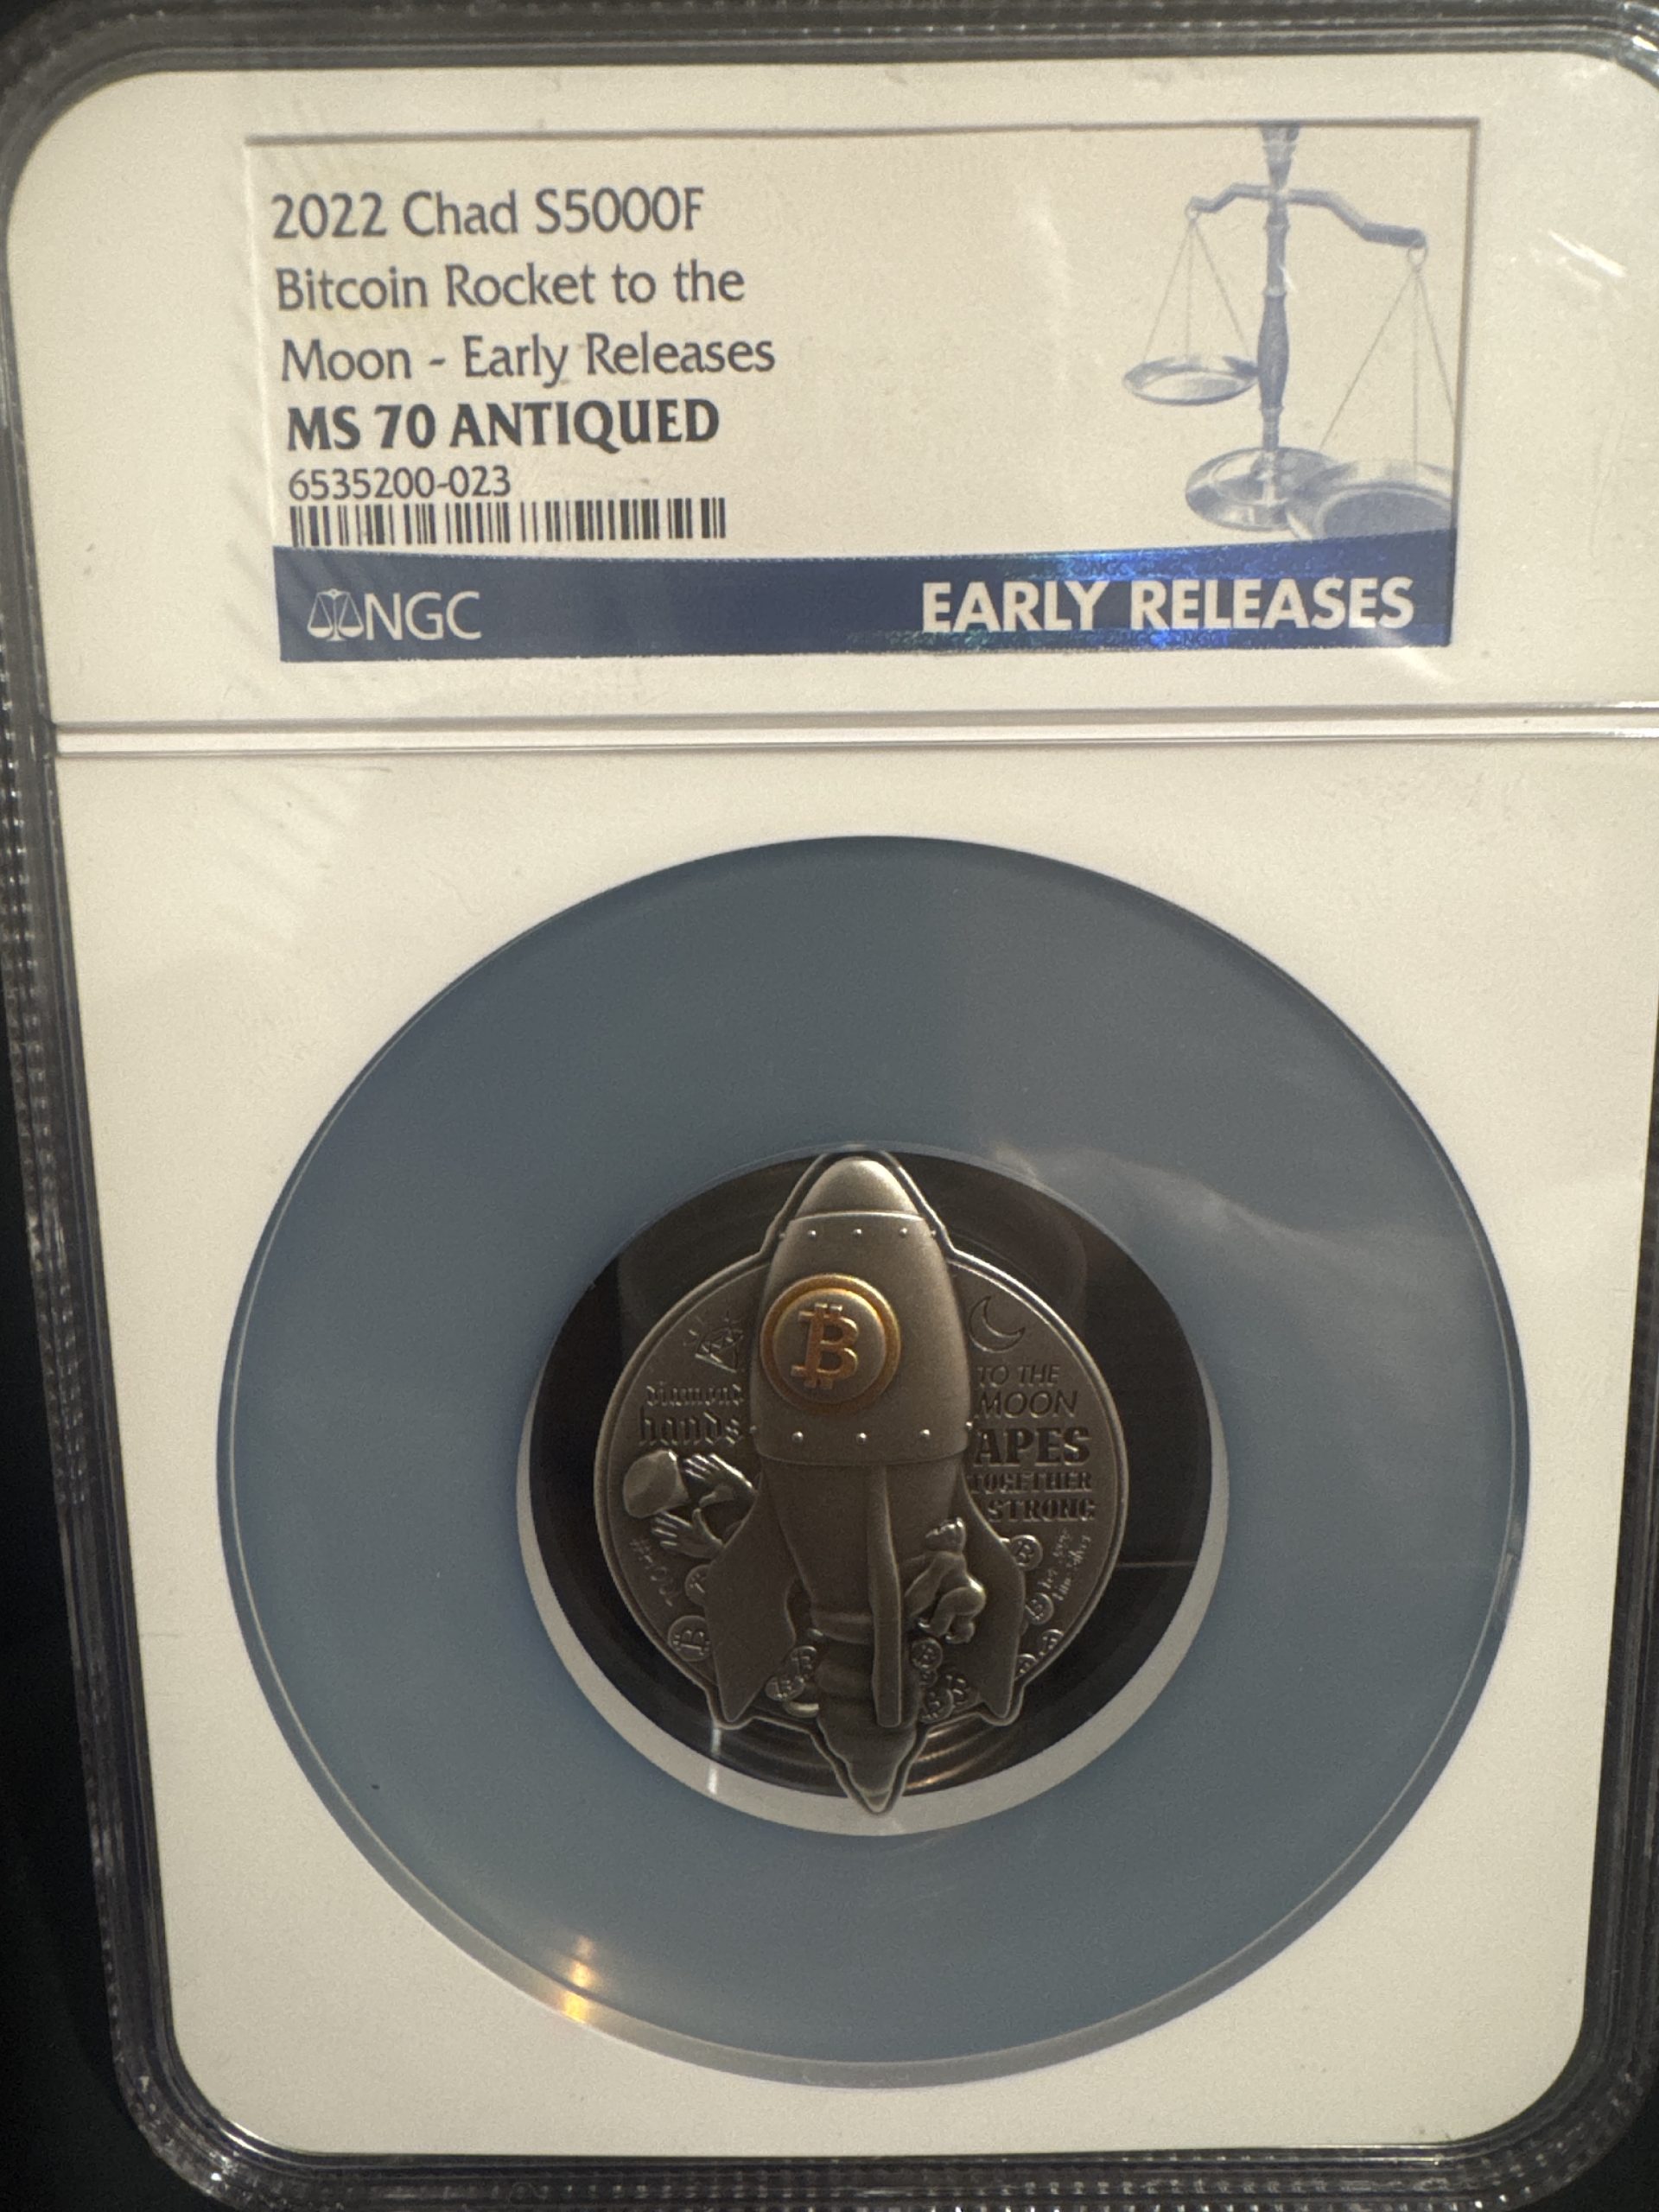 2022 Chad S5000F
Bitcoin Rocket to the
Moon - Early Releases
MS 70 ANTIQUED
6535200-023
NGC
EARLY RELEASES
diamond
hands
TO THE
MOON
APES
TOGETHER
STRONG